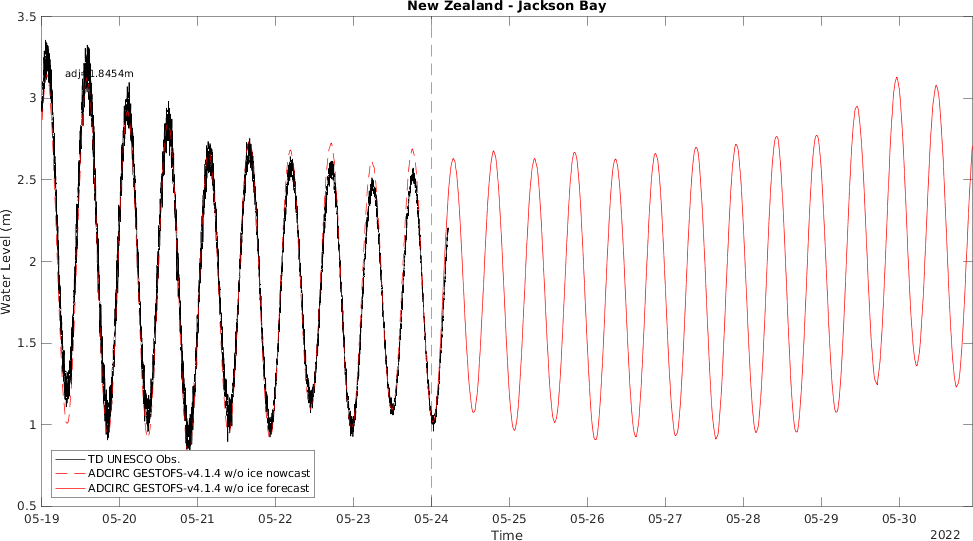 New Zealand - Jackson Bay
3.5
3
2.5
2
1.5
1
0.5
Water Level (m)
adj=1.8454m
TD UNESCO Obs.
ADCIRC GESTOFS-v4.1.4 w/o ice nowcast
ADCIRC GESTOFS-v4.1.4 w/o ice forecast
05-19 05-20 05-21 05-22 05-23 05-24 05-25 05-26 05-27 05-28 05-29 05-30
Time
2022